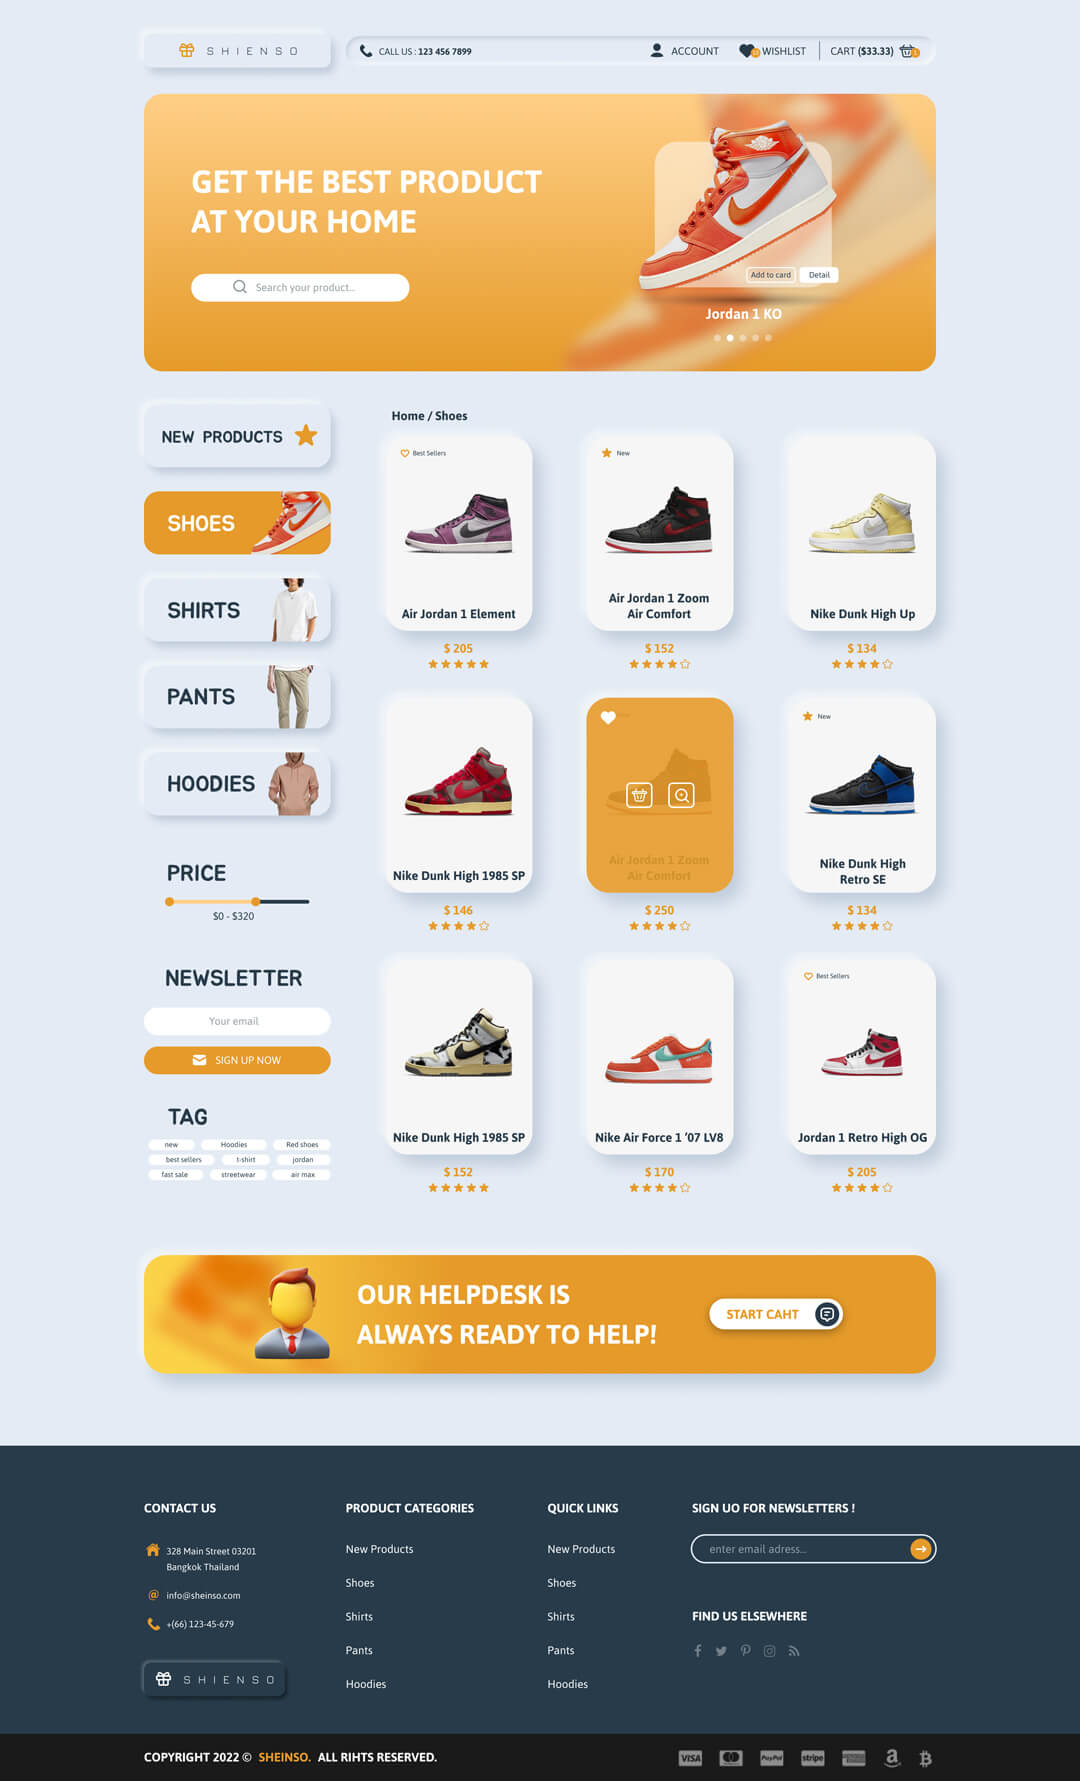 SHIENSO
CALL US : 123 456 7899
ACCOUNT
WISHLIST
CART ($33.33)
GET THE BEST PRODUCT
AT YOUR HOME
Search your product...
Add to card
Detail
Jordan 1 KO
NEW PRODUCTS
SHOES
SHIRTS
PANTS
HOODIES
PRICE
$0 - $320
NEWSLETTER
Your email
SIGN UP NOW
TAG
new
Hoodies
Red shoes
best sellers
t-shirt
jordan
fast sale
streetwear
air max
Home / Shoes
Best Sellers
Air Jordan 1 Element
$ 205
New
Air Jordan 1 Zoom
Air Comfort
$ 152
Nike Dunk High Up
$ 134
Nike Dunk High 1985 SP
$ 146
Air Jordan 1 Zoom
Air Comfort
$ 250
New
Nike Dunk High
Retro SE
$ 134
Nike Dunk High 1985 SP
$ 152
Nike Air Force 1 '07 LV8
$ 170
Best Sellers
Jordan 1 Retro High OG
$ 205
OUR HELPDESK IS
ALWAYS READY TO HELP!
START CAHT
CONTACT US
328 Main Street 03201
Bangkok Thailand
info@sheinso.com
+(66) 123-45-679
SHIENSO
PRODUCT CATEGORIES
New Products
Shoes
Shirts
Pants
Hoodies
QUICK LINKS
New Products
Shoes
Shirts
Pants
Hoodies
SIGN UO FOR NEWSLETTERS !
enter email adress...
FIND US ELSEWHERE
COPYRIGHT 2022 © SHEINSO. ALL RIHTS RESERVED.
VISA
PayPal
stripe